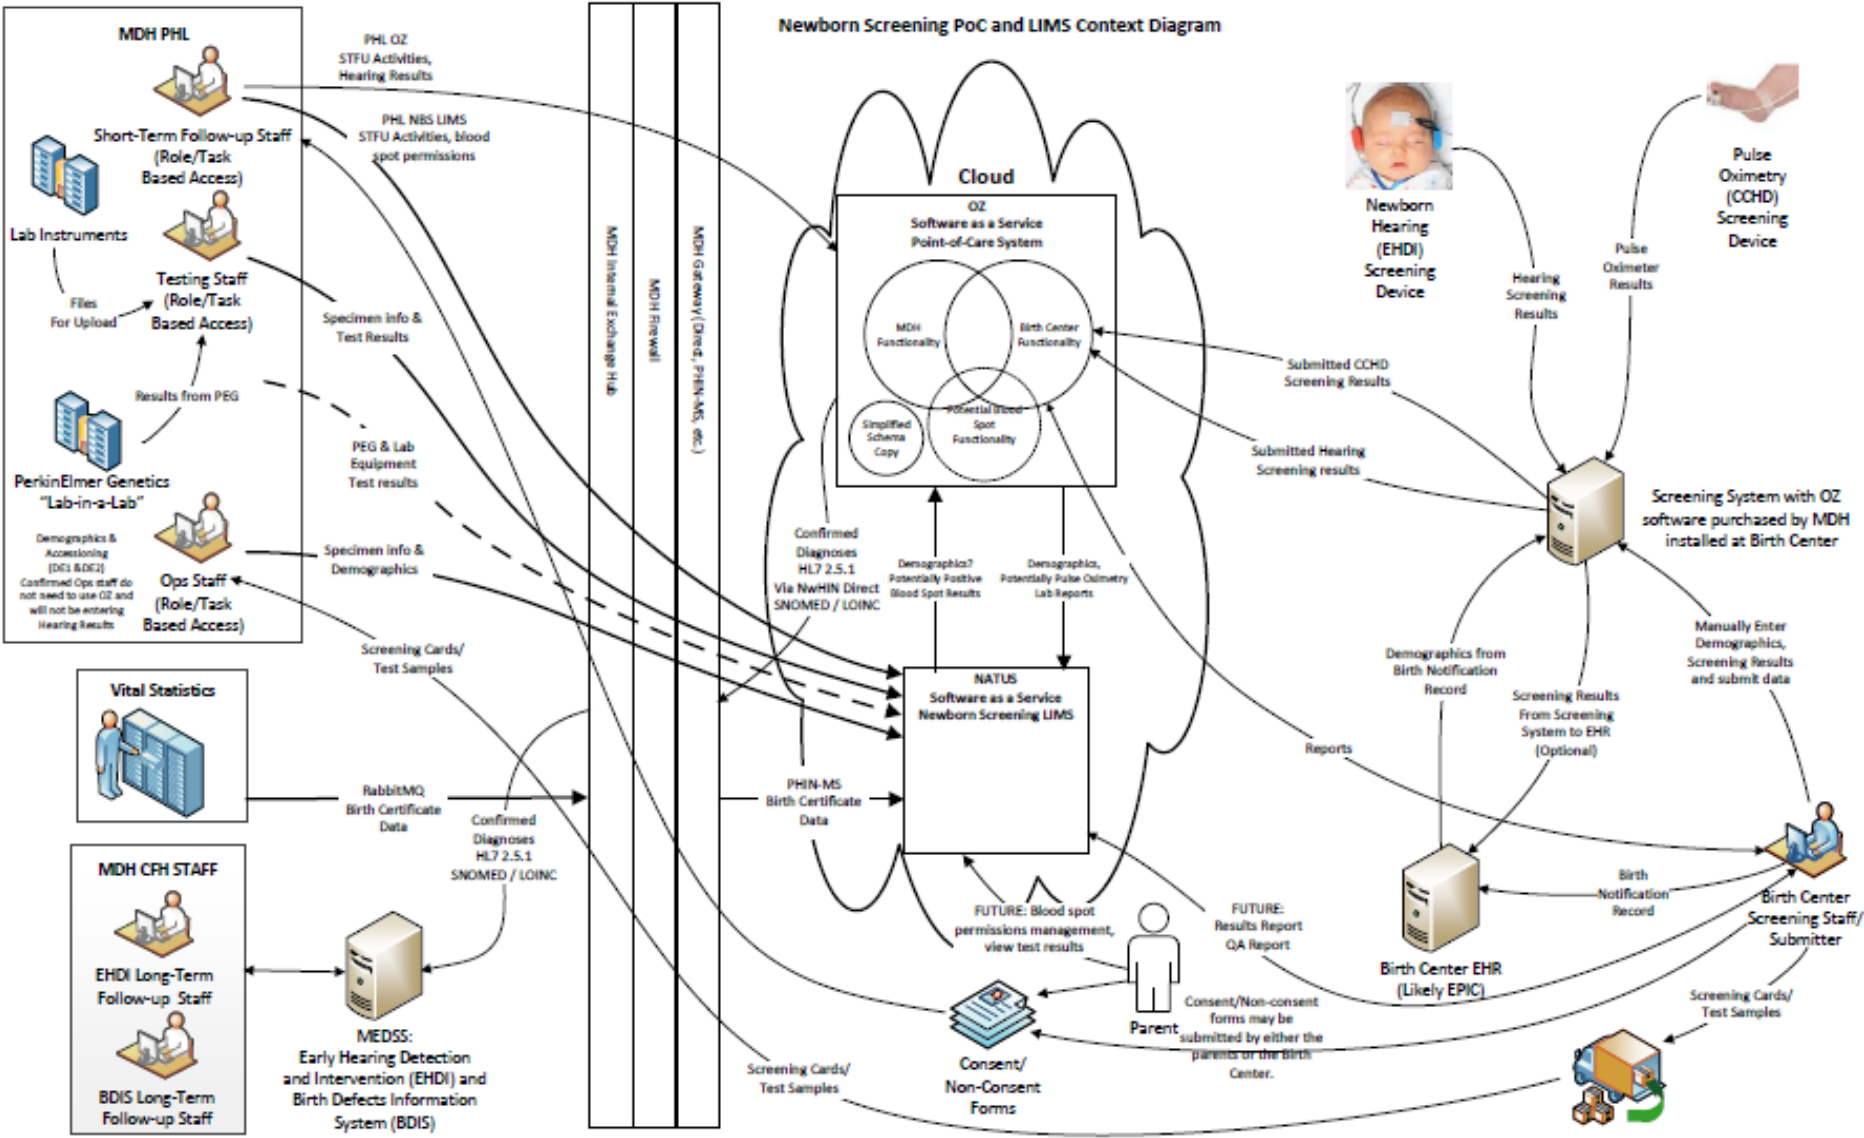 Newborn Screening PoC and LIMS Context Diagram
MDH PHL
Short-Term Follow-up Staff
(Role/Task
Based Access)
Lab Instruments
Files
For Upload
Testing Staff
(Role/Task
Based Access)
Results from PEG
PerkinElmer Genetics
"Lab-in-a-Lab"
Demographics &
Accessioning
(DE1 &DE2)
Confirmed Ops staff do
not need to use OZ and
will not be entering
Hearing Results
Ops Staff
(Role/Task
Based Access)
PHL OZ
STFU Activities,
Hearing Results
PHL NBS LIMS
STFU Activities, blood
spot permissions
Specimen info &
Test Results
PEG & Lab
Equipment
Test results
Specimen info &
Demographics
Screening Cards/
Test Samples
Vital Statistics
RabbitMQ
Birth Certificate
Data
MDH CFH STAFF
EHDI Long-Term
Follow-up Staff
BDIS Long-Term
Follow-up Staff
Confirmed
Diagnoses
HL7 2.5.1
SNOMED / LOINC
MEDSS:
Early Hearing Detection
and Intervention (EHDI) and
Birth Defects Information
System (BDIS)
MDH Internal Exchange Hub
MDH Firewall
MDH Gateway (Direct, PHIN-MS, etc.)
Cloud
OZ
Software as a Service
Point-of-Care System
MDH
Functionality
Birth Center
Functionality
Potential Blood
Spot
Functionality
Simplified
Schema
Copy
Confirmed
Diagnoses
HL7 2.5.1
Via NwHIN Direct
SNOMED / LOINC
Demographics?
Potentially Positive
Blood Spot Results
Demographics,
Potentially Pulse Oximetry
Lab Reports
NATUS
Software as a Service
Newborn Screening LIMS
PHIN-MS
Birth Certificate
Data
FUTURE: Blood spot
permissions management,
view test results
Parent
Consent/
Non-Consent
Forms
Screening Cards/
Test Samples
Consent/Non-consent
forms may be
submitted by either the
parents or the Birth
Center.
FUTURE:
Results Report
QA Report
Newborn
Hearing
(EHDI)
Screening
Device
Pulse
Oximetry
(CCHD)
Screening
Device
Hearing
Screening
Results
Pulse
Oximeter
Results
Submitted CCHD
Screening Results
Submitted Hearing
Screening results
Screening System with OZ
software purchased by MDH
installed at Birth Center
Demographics from
Birth Notification
Record
Screening Results
From Screening
System to EHR
(Optional)
Manually Enter
Demographics,
Screening Results
and submit data
Reports
Birth
Notification
Record
Birth Center EHR
(Likely EPIC)
Birth Center
Screening Staff/
Submitter
Screening Cards/
Test Samples